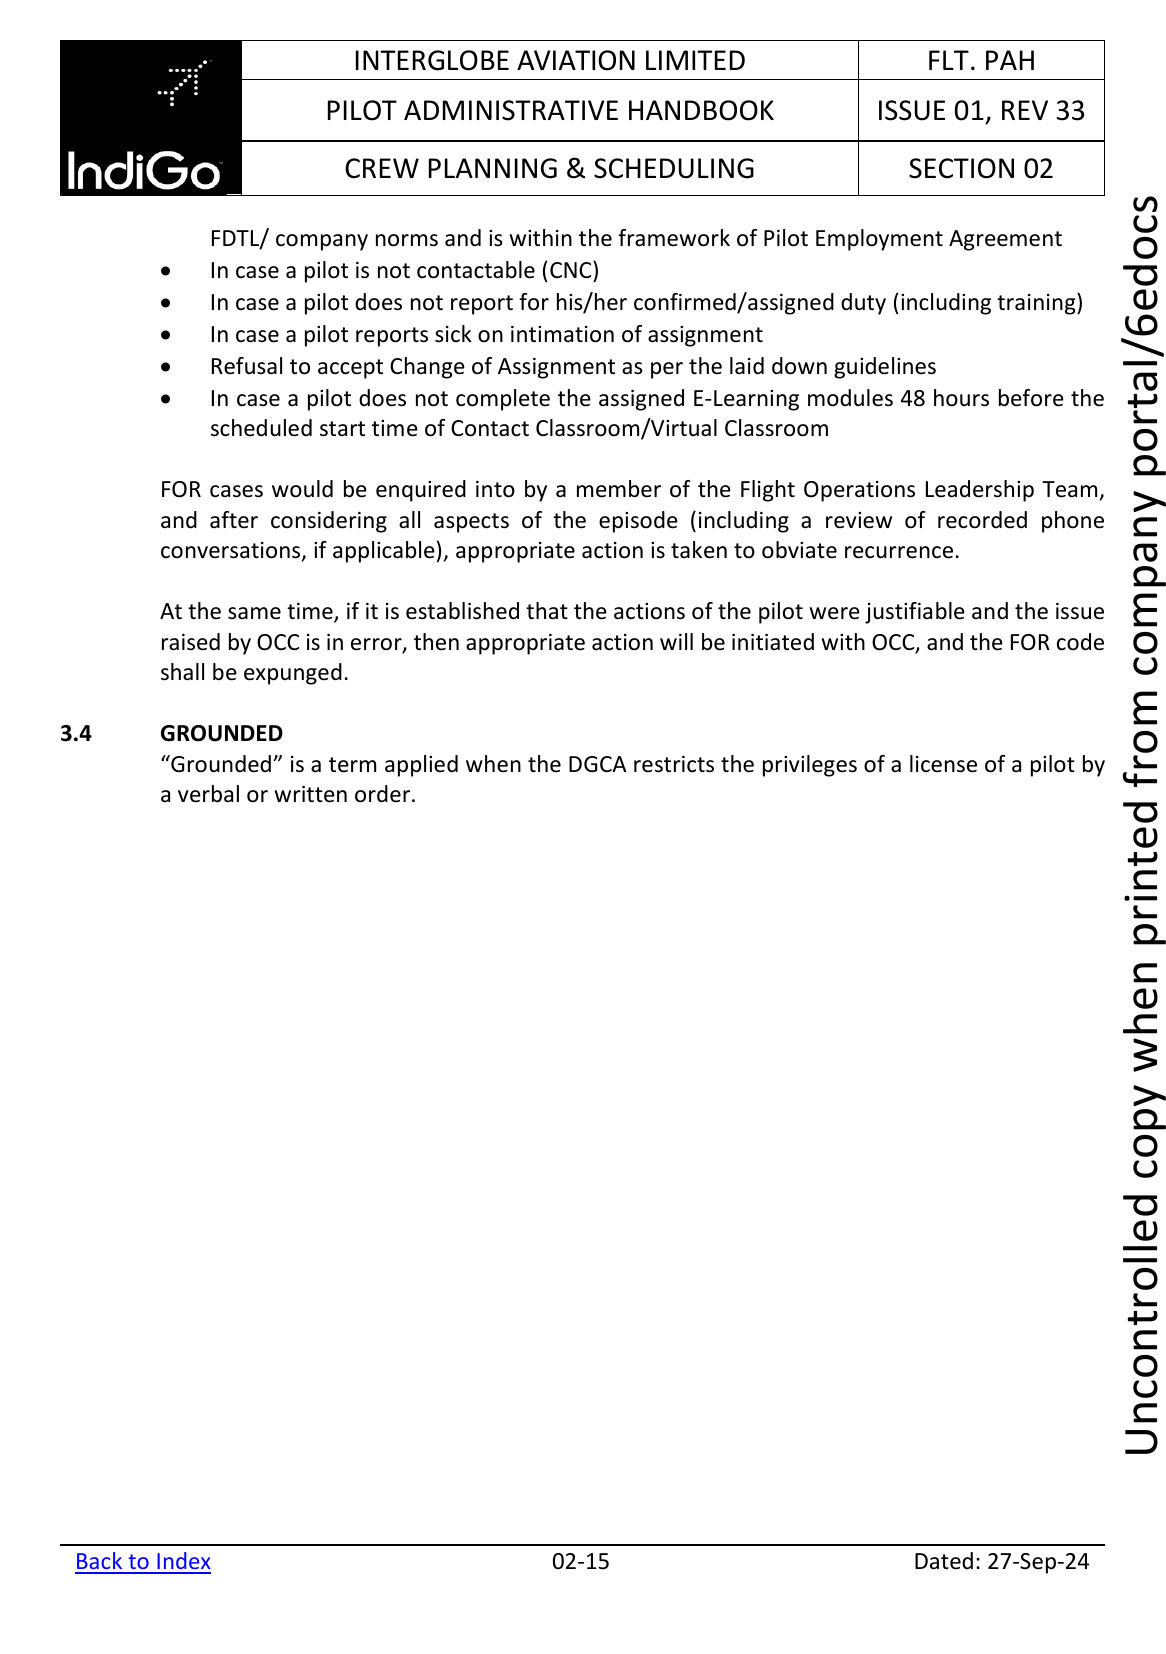 INTERGLOBE AVIATION LIMITED
FLT. PAH
PILOT ADMINISTRATIVE HANDBOOK
ISSUE 01, REV 33
IndiGo
CREW PLANNING & SCHEDULING
SECTION 02
FDTL/ company norms and is within the framework of Pilot Employment Agreement
• In case a pilot is not contactable (CNC)
• In case a pilot does not report for his/her confirmed/assigned duty (including training)
• In case a pilot reports sick on intimation of assignment
• Refusal to accept Change of Assignment as per the laid down guidelines
• In case a pilot does not complete the assigned E-Learning modules 48 hours before the
scheduled start time of Contact Classroom/Virtual Classroom
FOR cases would be enquired into by a member of the Flight Operations Leadership Team,
and after considering all aspects of the episode (including a review of recorded phone
conversations, if applicable), appropriate action is taken to obviate recurrence.
At the same time, if it is established that the actions of the pilot were justifiable and the issue
raised by OCC is in error, then appropriate action will be initiated with OCC, and the FOR code
shall be expunged.
3.4 GROUNDED
“Grounded” is a term applied when the DGCA restricts the privileges of a license of a pilot by
a verbal or written order.
Uncontrolled copy when printed from company portal/6edocs
Back to Index
02-15
Dated: 27-Sep-24